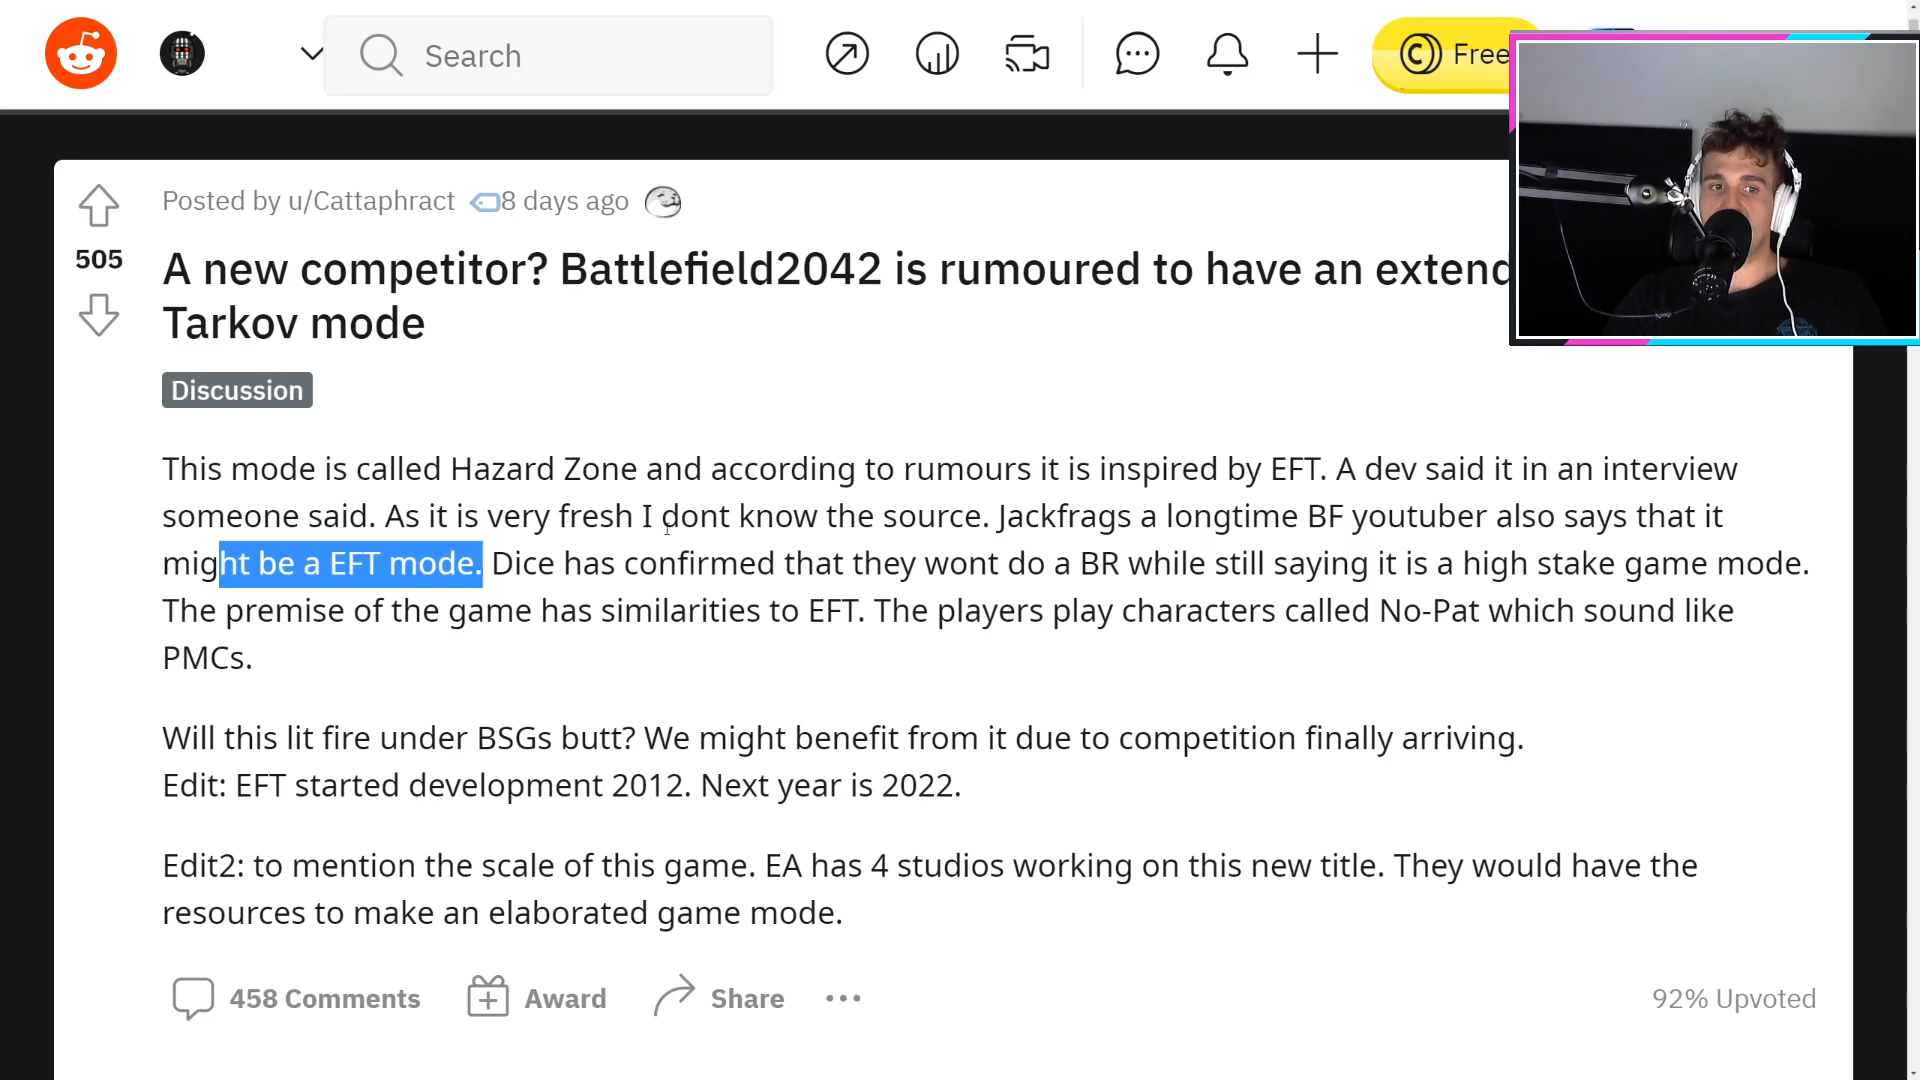 Search
Free
Posted by u/Cattaphract 8 days ago
505
A new competitor? Battlefield2042 is rumoured to have an extend
Tarkov mode
Discussion
This mode is called Hazard Zone and according to rumours it is inspired by EFT. A dev said it in an interview
someone said. As it is very fresh I dont know the source. Jackfrags a longtime BF youtuber also says that it
might be a EFT mode. Dice has confirmed that they wont do a BR while still saying it is a high stake game mode.
The premise of the game has similarities to EFT. The players play characters called No-Pat which sound like
PMCs.
Will this lit fire under BSGs butt? We might benefit from it due to competition finally arriving.
Edit: EFT started development 2012. Next year is 2022.
Edit2: to mention the scale of this game. EA has 4 studios working on this new title. They would have the
resources to make an elaborated game mode.
458 Comments Award Share 92% Upvoted